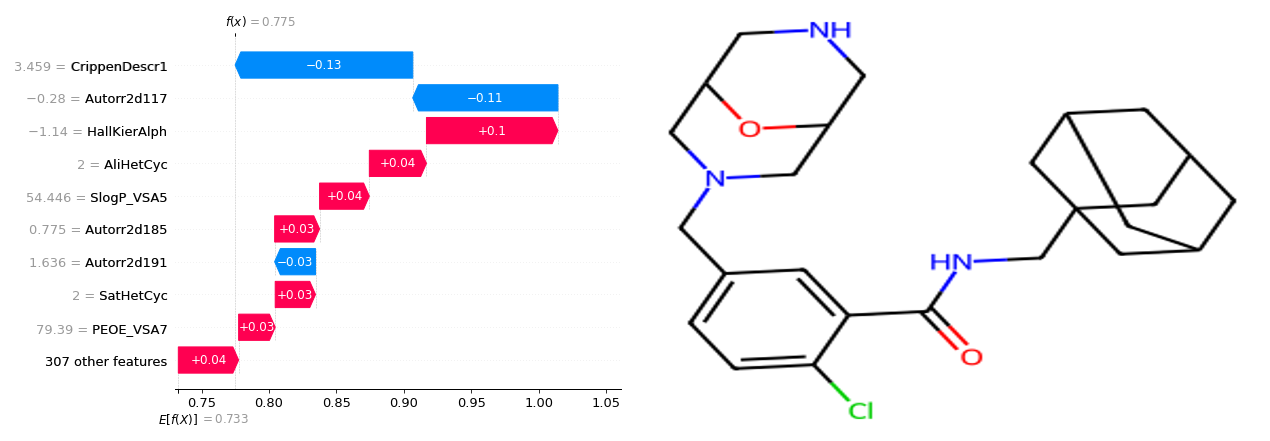 f(x) = 0.775
3.459 = CrippenDescr1
−0.13
−0.28 = Autorr2d117
−0.11
−1.14 = HallKierAlph
+0.1
2 = AliHetCyc
+0.04
54.446 = SlogP_VSA5
+0.04
0.775 = Autorr2d185
+0.03
1.636 = Autorr2d191
−0.03
2 = SatHetCyc
+0.03
79.39 = PEOE_VSA7
+0.03
307 other features
+0.04
0.75 0.80 0.85 0.90 0.95 1.00 1.05
E[f(X)] = 0.733
NH
O
N
HN
O
Cl